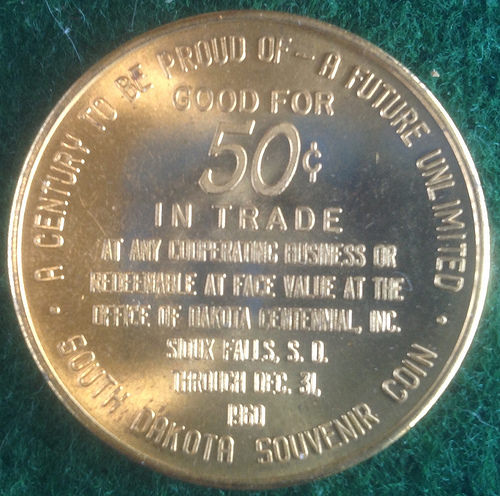 A CENTURY TO BE PROUD OF — A FUTURE UNLIMITED
GOOD FOR
50¢
IN TRADE
AT ANY COOPERATING BUSINESS OR
REDEEMABLE AT FACE VALUE AT THE
OFFICE OF DAKOTA CENTENNIAL, INC.
SIOUX FALLS, S. D.
THROUGH DEC. 31,
1960
• SOUTH DAKOTA SOUVENIR COIN •